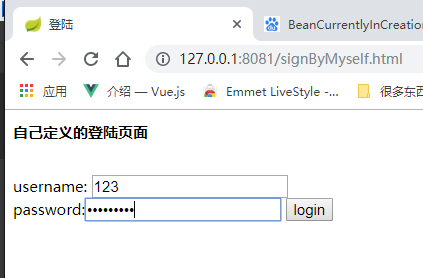 登陆
BeanCurrentlyInCreation
127.0.0.1:8081/signByMyself.html
应用 介绍 — Vue.js Emmet LiveStyle - 很多东西
自己定义的登陆页面
username: 123
password: •••••••••
login